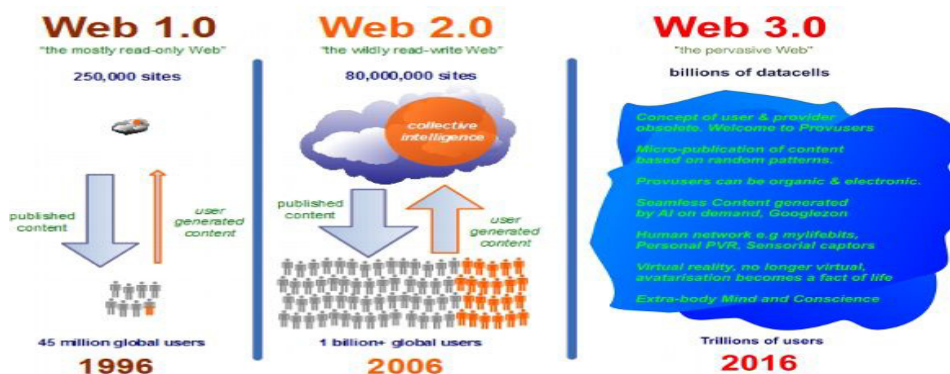 Web 1.0
"the mostly read-only Web"
250,000 sites
published
content
user
generated
content
45 million global users
1996
Web 2.0
"the wildly read-write Web"
80,000,000 sites
collective
intelligence
published
content
user
generated
content
1 billion+ global users
2006
Web 3.0
"the pervasive Web"
billions of datacells
Concept of user & provider
obsolete. Welcome to Provusers
Micro-publication of content
based on random patterns.
Provusers can be organic & electronic.
Seamless Content generated
by AI on demand, Googlezon
Human network e.g mylifebits,
Personal PVR, Sensorial captors
Virtual reality, no longer virtual,
avatarisation becomes a fact of life
Extra-body Mind and Conscience
Trillions of users
2016